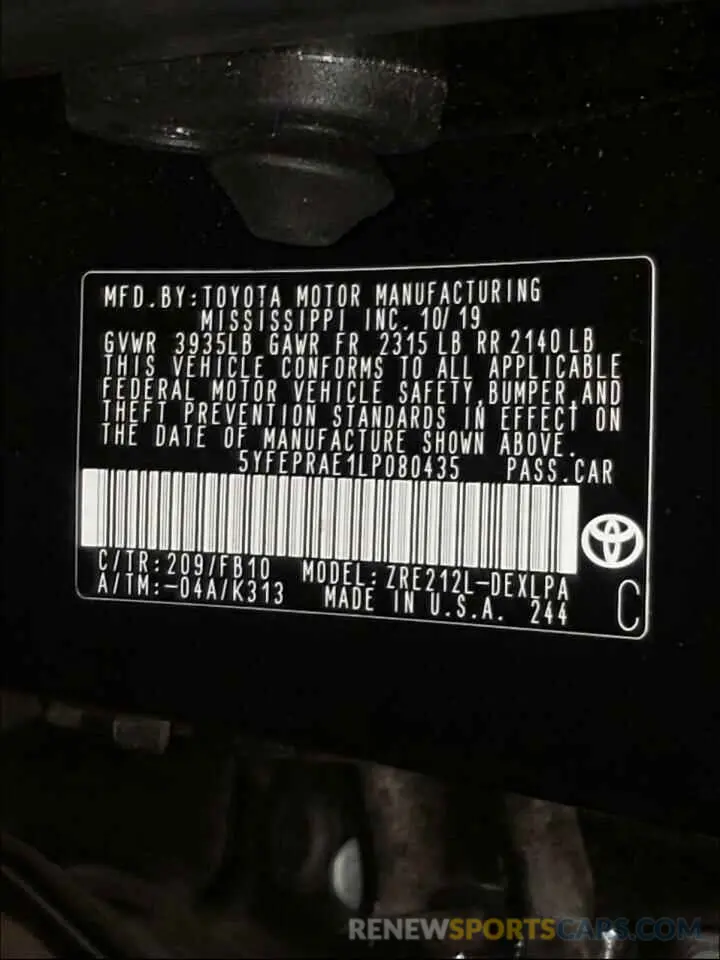 MFD.BY:TOYOTA MOTOR MANUFACTURING
MISSISSIPPI INC. 10/19
GVWR 3935LB GAWR FR 2315 LB RR 2140 LB
THIS VEHICLE CONFORMS TO ALL APPLICABLE
FEDERAL MOTOR VEHICLE SAFETY,BUMPER,AND
THEFT PREVENTION STANDARDS IN EFFECT ON
THE DATE OF MANUFACTURE SHOWN ABOVE.
5YFEPRAE1LP080435 PASS.CAR
C/TR:209/FB10 MODEL:ZRE212L-DEXLPA
A/TM:-04A/K313 MADE IN U.S.A. 244 C
RENEWSPORTSCARS.COM